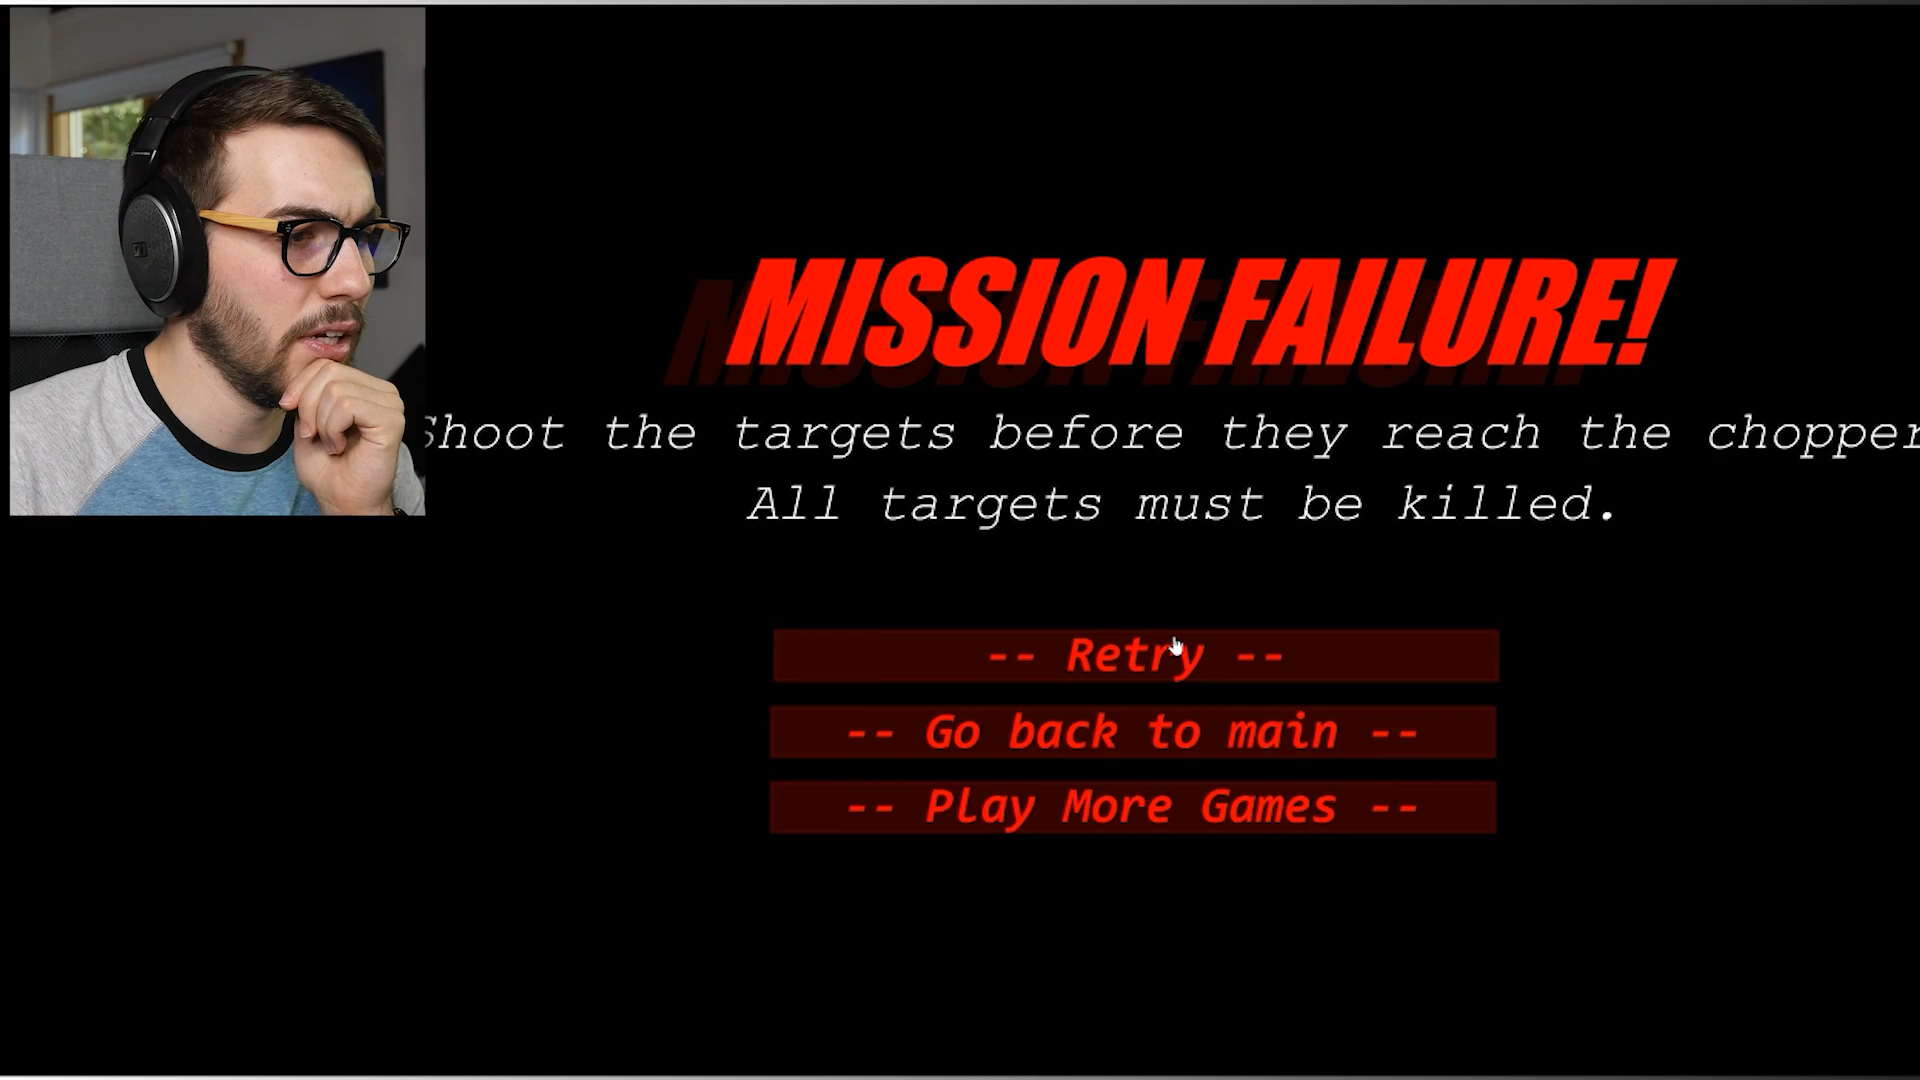 MISSION FAILURE!
Shoot the targets before they reach the chopper
All targets must be killed.
-- Retry --
-- Go back to main --
-- Play More Games --